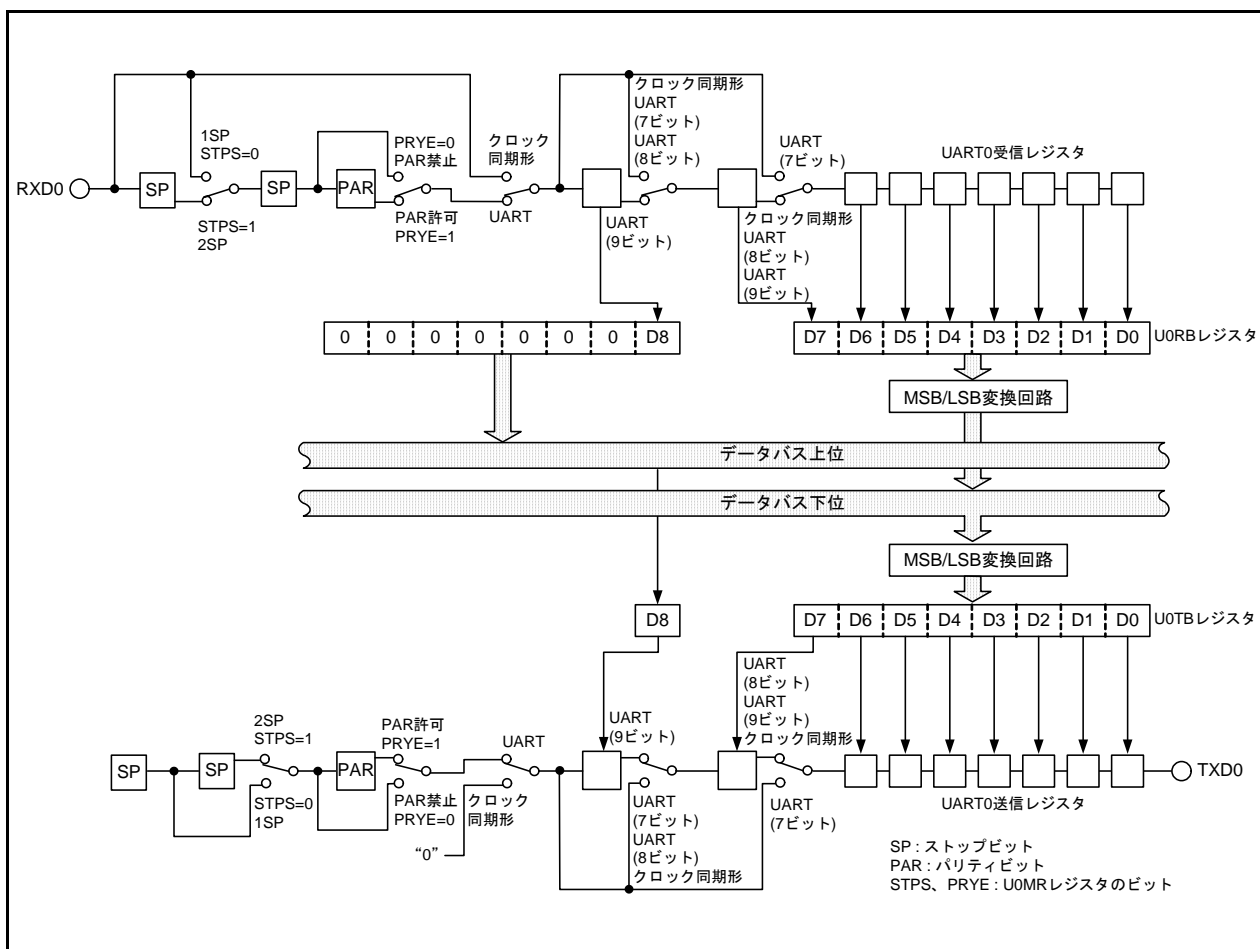 1SP
STPS=0
RXD0
SP
STPS=1
2SP
SP
PAR
PRYE=0
PAR禁止
PAR許可
PRYE=1
クロック
同期形
UART
クロック同期形
UART
(7ビット)
UART
(8ビット)
UART
(9ビット)
UART
(7ビット)
クロック同期形
UART
(8ビット)
UART
(9ビット)
UART0受信レジスタ
0 0 0 0 0 0 0 D8
D7 D6 D5 D4 D3 D2 D1 D0
U0RBレジスタ
MSB/LSB変換回路
データバス上位
データバス下位
MSB/LSB変換回路
D8
D7 D6 D5 D4 D3 D2 D1 D0
U0TBレジスタ
SP
SP
2SP
STPS=1
STPS=0
1SP
PAR
PAR許可
PRYE=1
PAR禁止
PRYE=0
UART
クロック
同期形
“0”
UART
(9ビット)
UART
(7ビット)
UART
(8ビット)
クロック同期形
UART
(8ビット)
UART
(9ビット)
クロック同期形
UART
(7ビット)
UART0送信レジスタ
TXD0
SP : ストップビット
PAR : パリティビット
STPS、PRYE : U0MRレジスタのビット